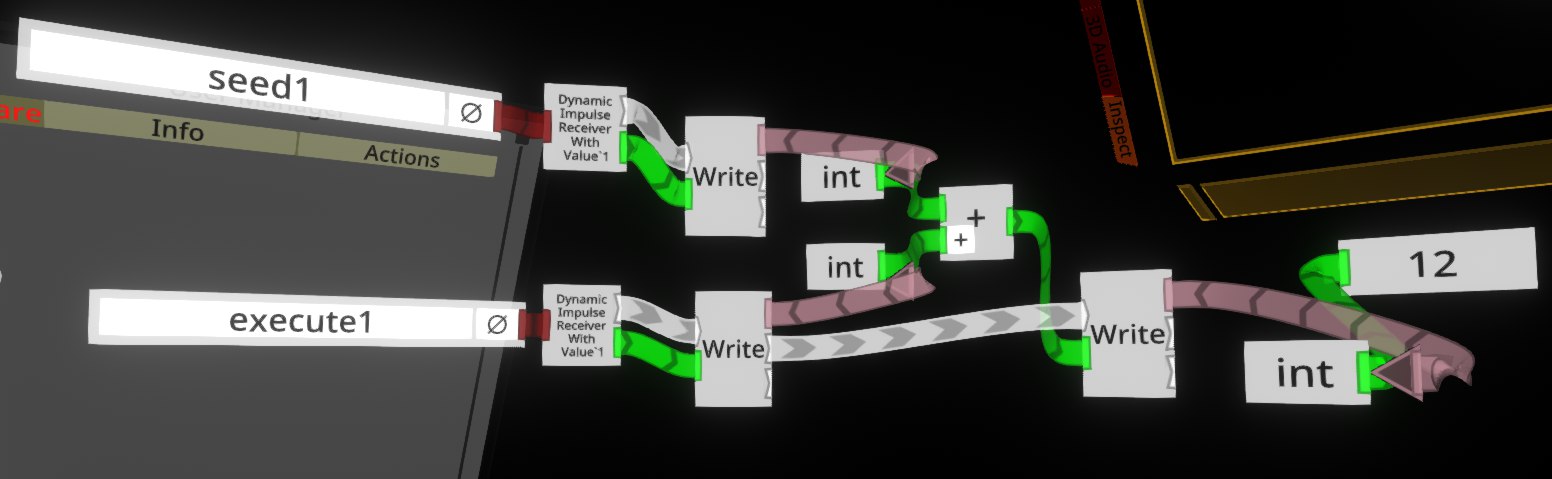 seed1
∅
are
Info
Actions
Dynamic
Impulse
Receiver
With
Value`1
Write
int
+
+
int
execute1
∅
Dynamic
Impulse
Receiver
With
Value`1
Write
Write
12
int
3D Audio
Inspect